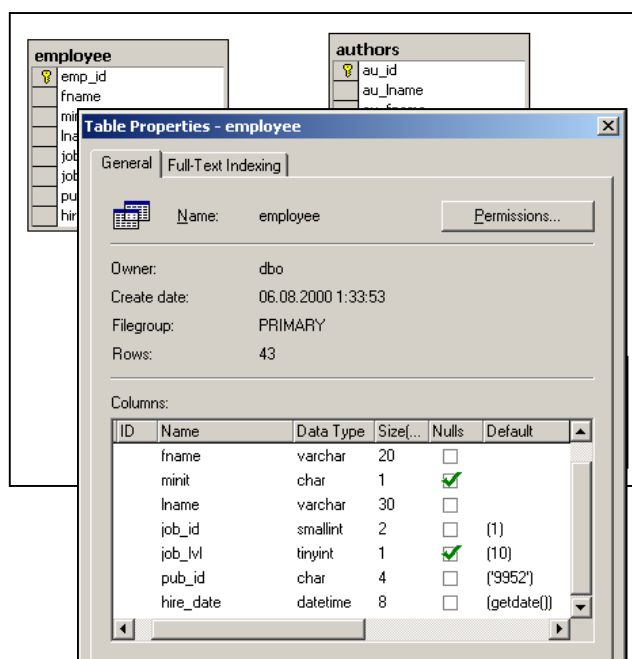 employee
emp_id
fname
authors
au_id
au_lname
Table Properties - employee
General Full-Text Indexing
Name: employee Permissions...
Owner: dbo
Create date: 06.08.2000 1:33:53
Filegroup: PRIMARY
Rows: 43
Columns:
ID Name Data Type Size(... Nulls Default
fname varchar 20
minit char 1
lname varchar 30
job_id smallint 2 (1)
job_lvl tinyint 1 (10)
pub_id char 4 ('9952')
hire_date datetime 8 (getdate())